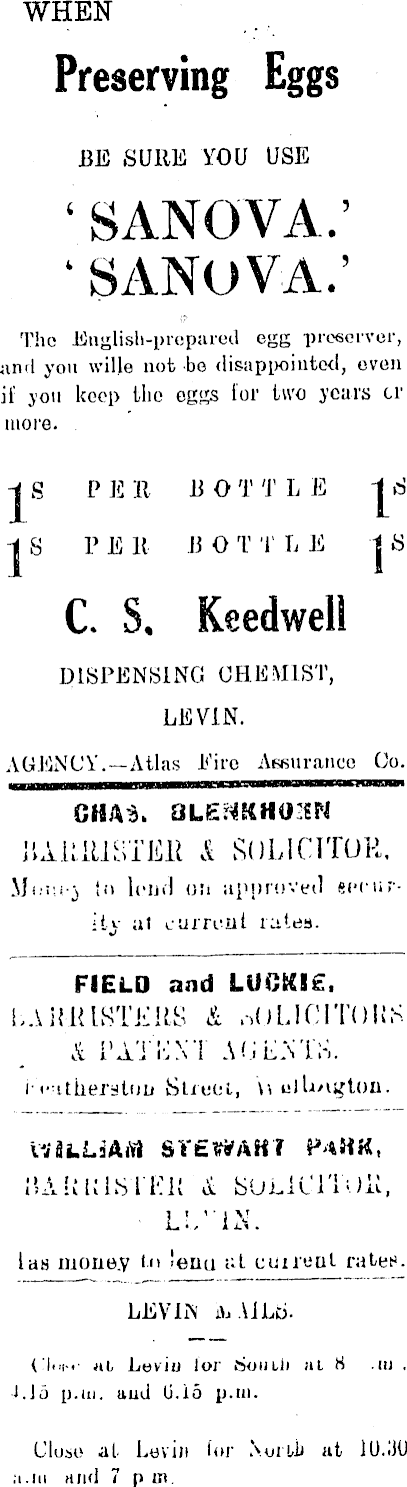 WHEN
Preserving Eggs
BE SURE YOU USE
'SANOVA.'
'SANOVA.'
The English-prepared egg preserver,
and you wille not be disappointed, even
if you keep the eggs for two years or
more.
1S PER BOTTLE 1S
1S PER BOTTLE 1S
C. S. Keedwell
DISPENSING CHEMIST,
LEVIN.
AGENCY.—Atlas Fire Assurance Co.
CHAS. BLENKHORN
BARRISTER & SOLICITOR,
Money to lend on approved secur-
ity at current rates.
FIELD and LUCKIE,
BARRISTERS & SOLICITORS
& PATENT AGENTS.
Featherston Street, Wellington.
WILLIAM STEWART PARK,
BARRISTER & SOLICITOR,
LEVIN.
Has money to lend at current rates.
LEVIN MAILS.
Close at Levin for South at 8
4.15 p.m. and 6.15 p.m.
Close at Levin for North at 10.30
a.m and 7 p m.